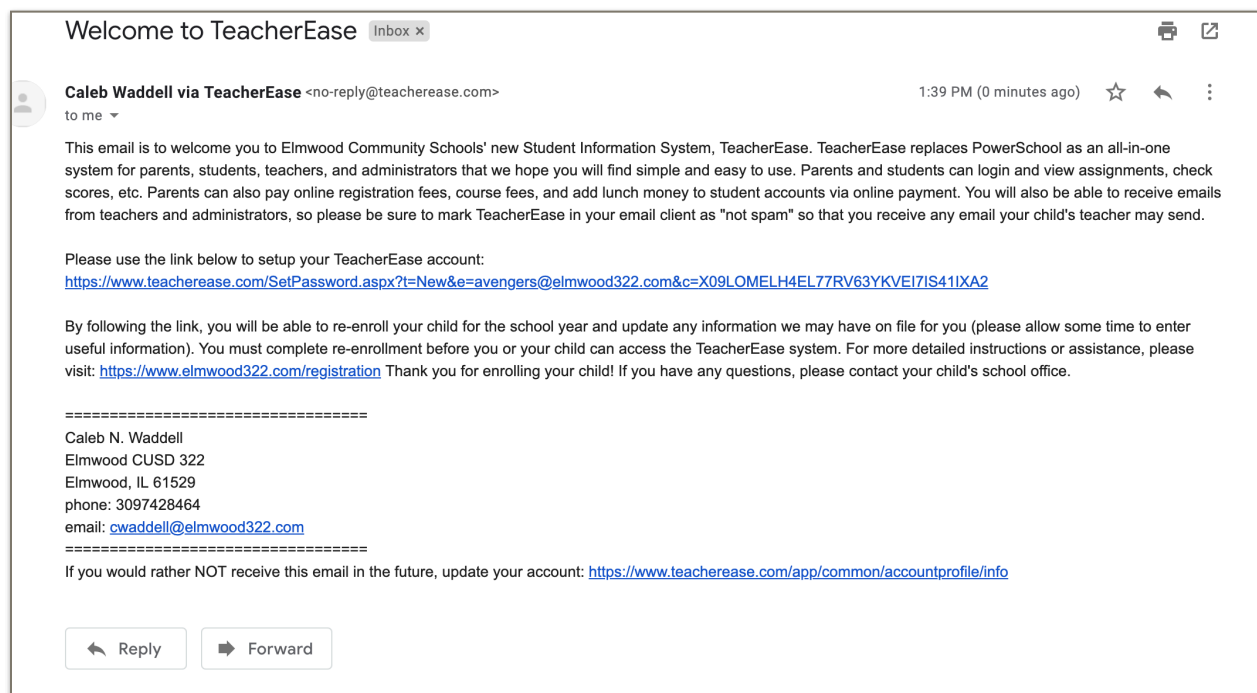 Welcome to TeacherEase Inbox ×
Caleb Waddell via TeacherEase <no-reply@teacherease.com> 1:39 PM (0 minutes ago)
to me
This email is to welcome you to Elmwood Community Schools' new Student Information System, TeacherEase. TeacherEase replaces PowerSchool as an all-in-one
system for parents, students, teachers, and administrators that we hope you will find simple and easy to use. Parents and students can login and view assignments, check
scores, etc. Parents can also pay online registration fees, course fees, and add lunch money to student accounts via online payment. You will also be able to receive emails
from teachers and administrators, so please be sure to mark TeacherEase in your email client as "not spam" so that you receive any email your child's teacher may send.
Please use the link below to setup your TeacherEase account:
https://www.teacherease.com/SetPassword.aspx?t=New&e=avengers@elmwood322.com&c=X09LOMELH4EL77RV63YKVEI7IS41IXA2
By following the link, you will be able to re-enroll your child for the school year and update any information we may have on file for you (please allow some time to enter
useful information). You must complete re-enrollment before you or your child can access the TeacherEase system. For more detailed instructions or assistance, please
visit: https://www.elmwood322.com/registration Thank you for enrolling your child! If you have any questions, please contact your child's school office.
==================================
Caleb N. Waddell
Elmwood CUSD 322
Elmwood, IL 61529
phone: 3097428464
email: cwaddell@elmwood322.com
==================================
If you would rather NOT receive this email in the future, update your account: https://www.teacherease.com/app/common/accountprofile/info
Reply Forward